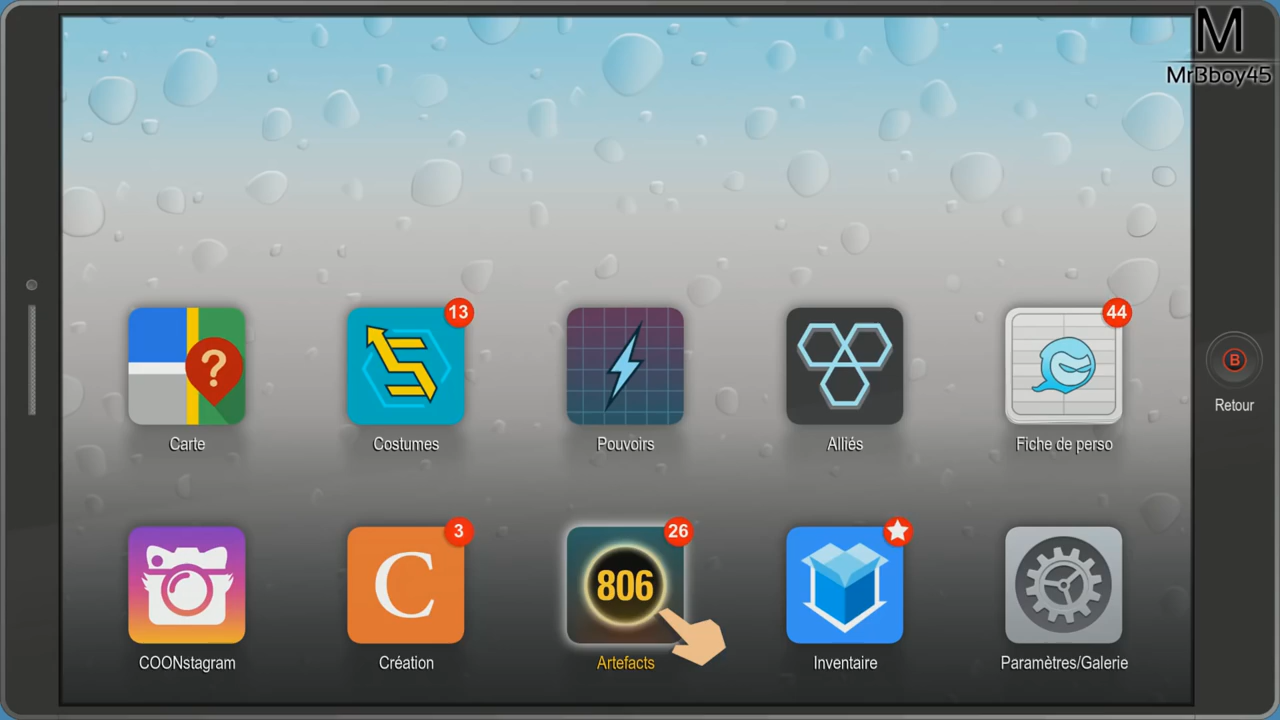 M
MrBboy45
13
44
Carte
Costumes
Pouvoirs
Alliés
Fiche de perso
B
Retour
3
26
C
806
COONstagram
Création
Artefacts
Inventaire
Paramètres/Galerie